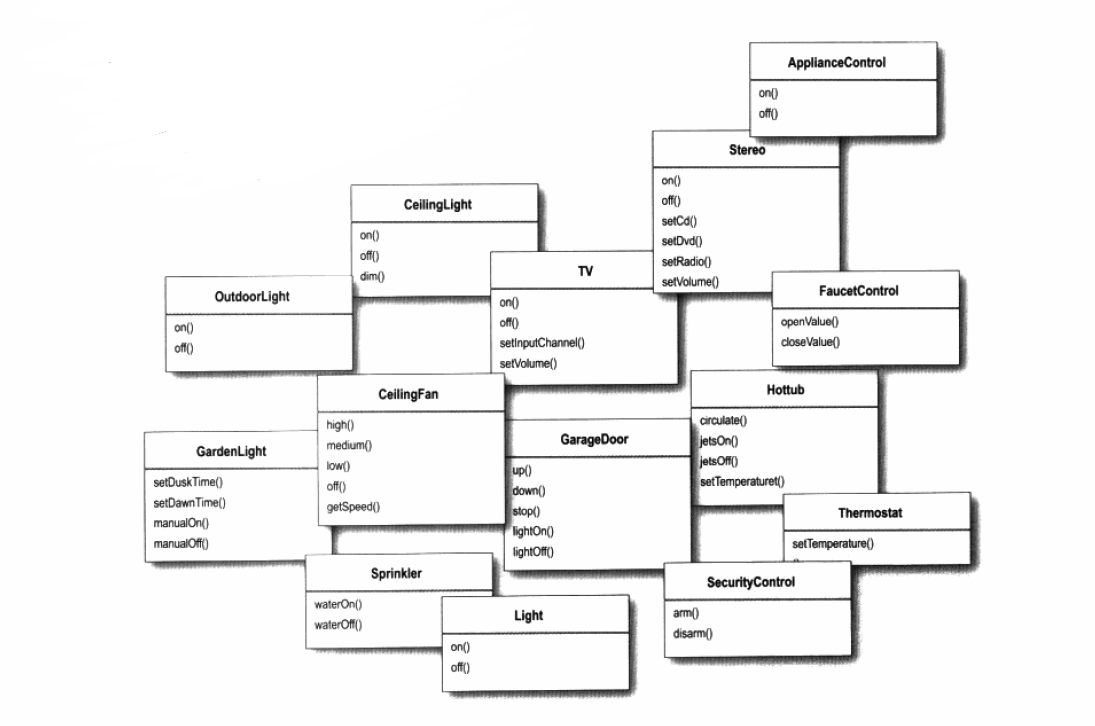 ApplianceControl
on()
off()
Stereo
on()
off()
setCd()
setDvd()
setRadio()
setVolume()
CeilingLight
on()
off()
dim()
TV
on()
off()
setInputChannel()
setVolume()
OutdoorLight
on()
off()
FaucetControl
openValue()
closeValue()
CeilingFan
high()
medium()
low()
off()
getSpeed()
Hottub
circulate()
jetsOn()
jetsOff()
setTemperaturet()
GardenLight
setDuskTime()
setDawnTime()
manualOn()
manualOff()
GarageDoor
up()
down()
stop()
lightOn()
lightOff()
Thermostat
setTemperature()
Sprinkler
waterOn()
waterOff()
SecurityControl
arm()
disarm()
Light
on()
off()